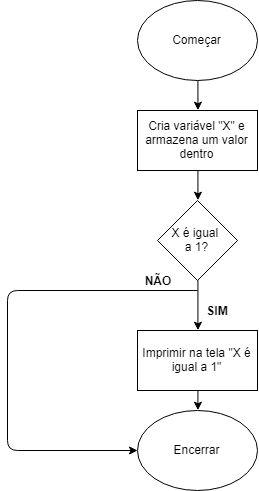 Começar
Cria variável "X" e
armazena um valor
dentro
X é igual
a 1?
NÃO
SIM
Imprimir na tela "X é
igual a 1"
Encerrar